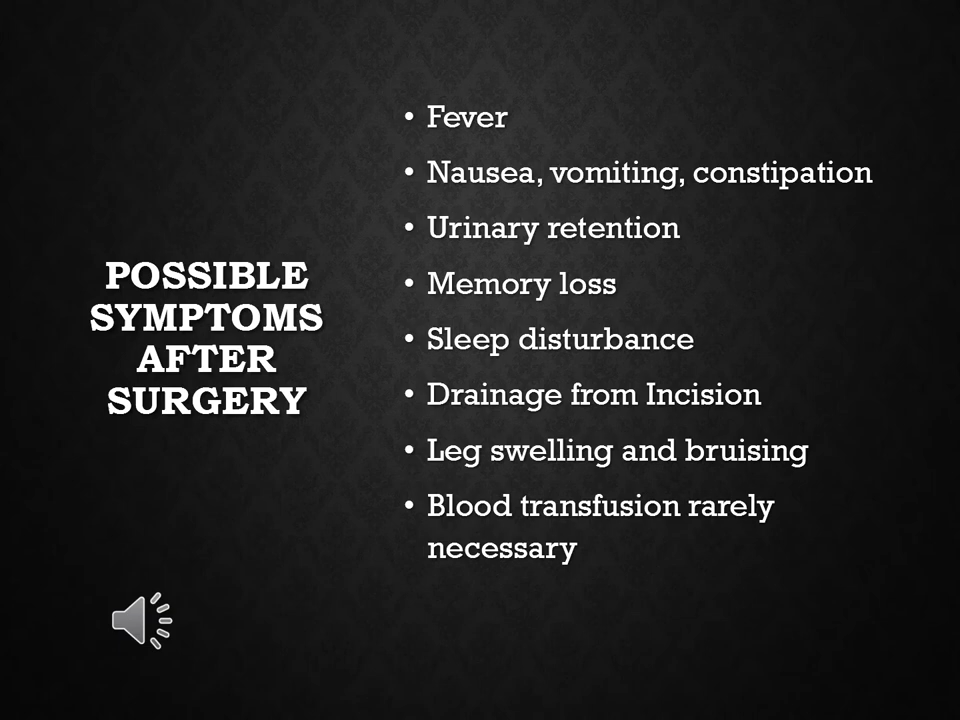 POSSIBLE
SYMPTOMS
AFTER
SURGERY
• Fever
• Nausea, vomiting, constipation
• Urinary retention
• Memory loss
• Sleep disturbance
• Drainage from Incision
• Leg swelling and bruising
• Blood transfusion rarely
necessary